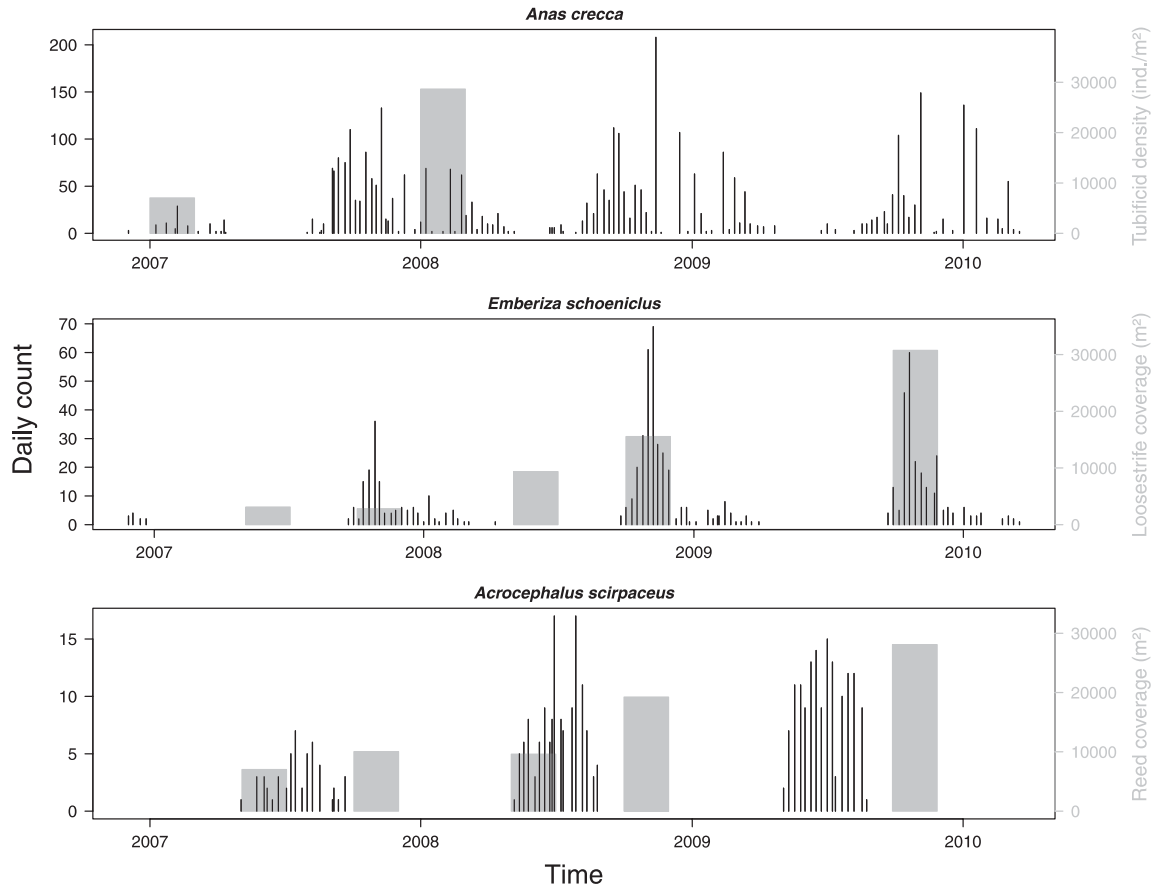 Anas crecca
200
150
100
50
0
30000
20000
10000
0
Tubificid density (ind./m²)
2007 2008 2009 2010
Emberiza schoeniclus
70
60
50
40
30
20
10
0
30000
20000
10000
0
Loosestrife coverage (m²)
2007 2008 2009 2010
Daily count
Acrocephalus scirpaceus
15
10
5
0
30000
20000
10000
0
Reed coverage (m²)
2007 2008 2009 2010
Time